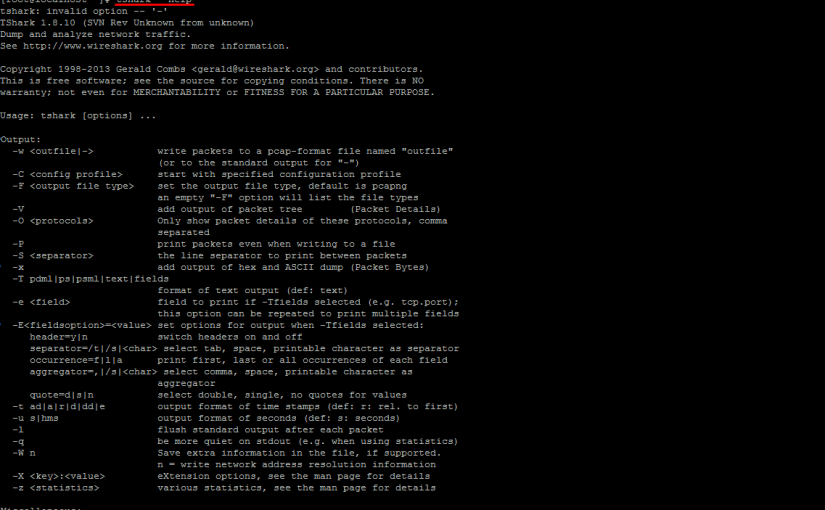 [root@localhost ~]# tshark --help
tshark: invalid option -- '-'
TShark 1.8.10 (SVN Rev Unknown from unknown)
Dump and analyze network traffic.
See http://www.wireshark.org for more information.
Copyright 1998-2013 Gerald Combs <gerald@wireshark.org> and contributors.
This is free software; see the source for copying conditions. There is NO
warranty; not even for MERCHANTABILITY or FITNESS FOR A PARTICULAR PURPOSE.
Usage: tshark [options] ...
Output:
-w <outfile|-> write packets to a pcap-format file named "outfile"
(or to the standard output for "-")
-C <config profile> start with specified configuration profile
-F <output file type> set the output file type, default is pcapng
an empty "-F" option will list the file types
-V add output of packet tree (Packet Details)
-O <protocols> Only show packet details of these protocols, comma
separated
-P print packets even when writing to a file
-S <separator> the line separator to print between packets
-x add output of hex and ASCII dump (Packet Bytes)
-T pdml|ps|psml|text|fields
format of text output (def: text)
-e <field> field to print if -Tfields selected (e.g. tcp.port);
this option can be repeated to print multiple fields
-E<fieldsoption>=<value> set options for output when -Tfields selected:
header=y|n switch headers on and off
separator=/t|/s|<char> select tab, space, printable character as separator
occurrence=f|l|a print first, last or all occurrences of each field
aggregator=,|/s|<char> select comma, space, printable character as
aggregator
quote=d|s|n select double, single, no quotes for values
-t ad|a|r|d|dd|e output format of time stamps (def: r: rel. to first)
-u s|hms output format of seconds (def: s: seconds)
-l flush standard output after each packet
-q be more quiet on stdout (e.g. when using statistics)
-W n Save extra information in the file, if supported.
n = write network address resolution information
-X <key>:<value> eXtension options, see the man page for details
-z <statistics> various statistics, see the man page for details
Miscellaneous: